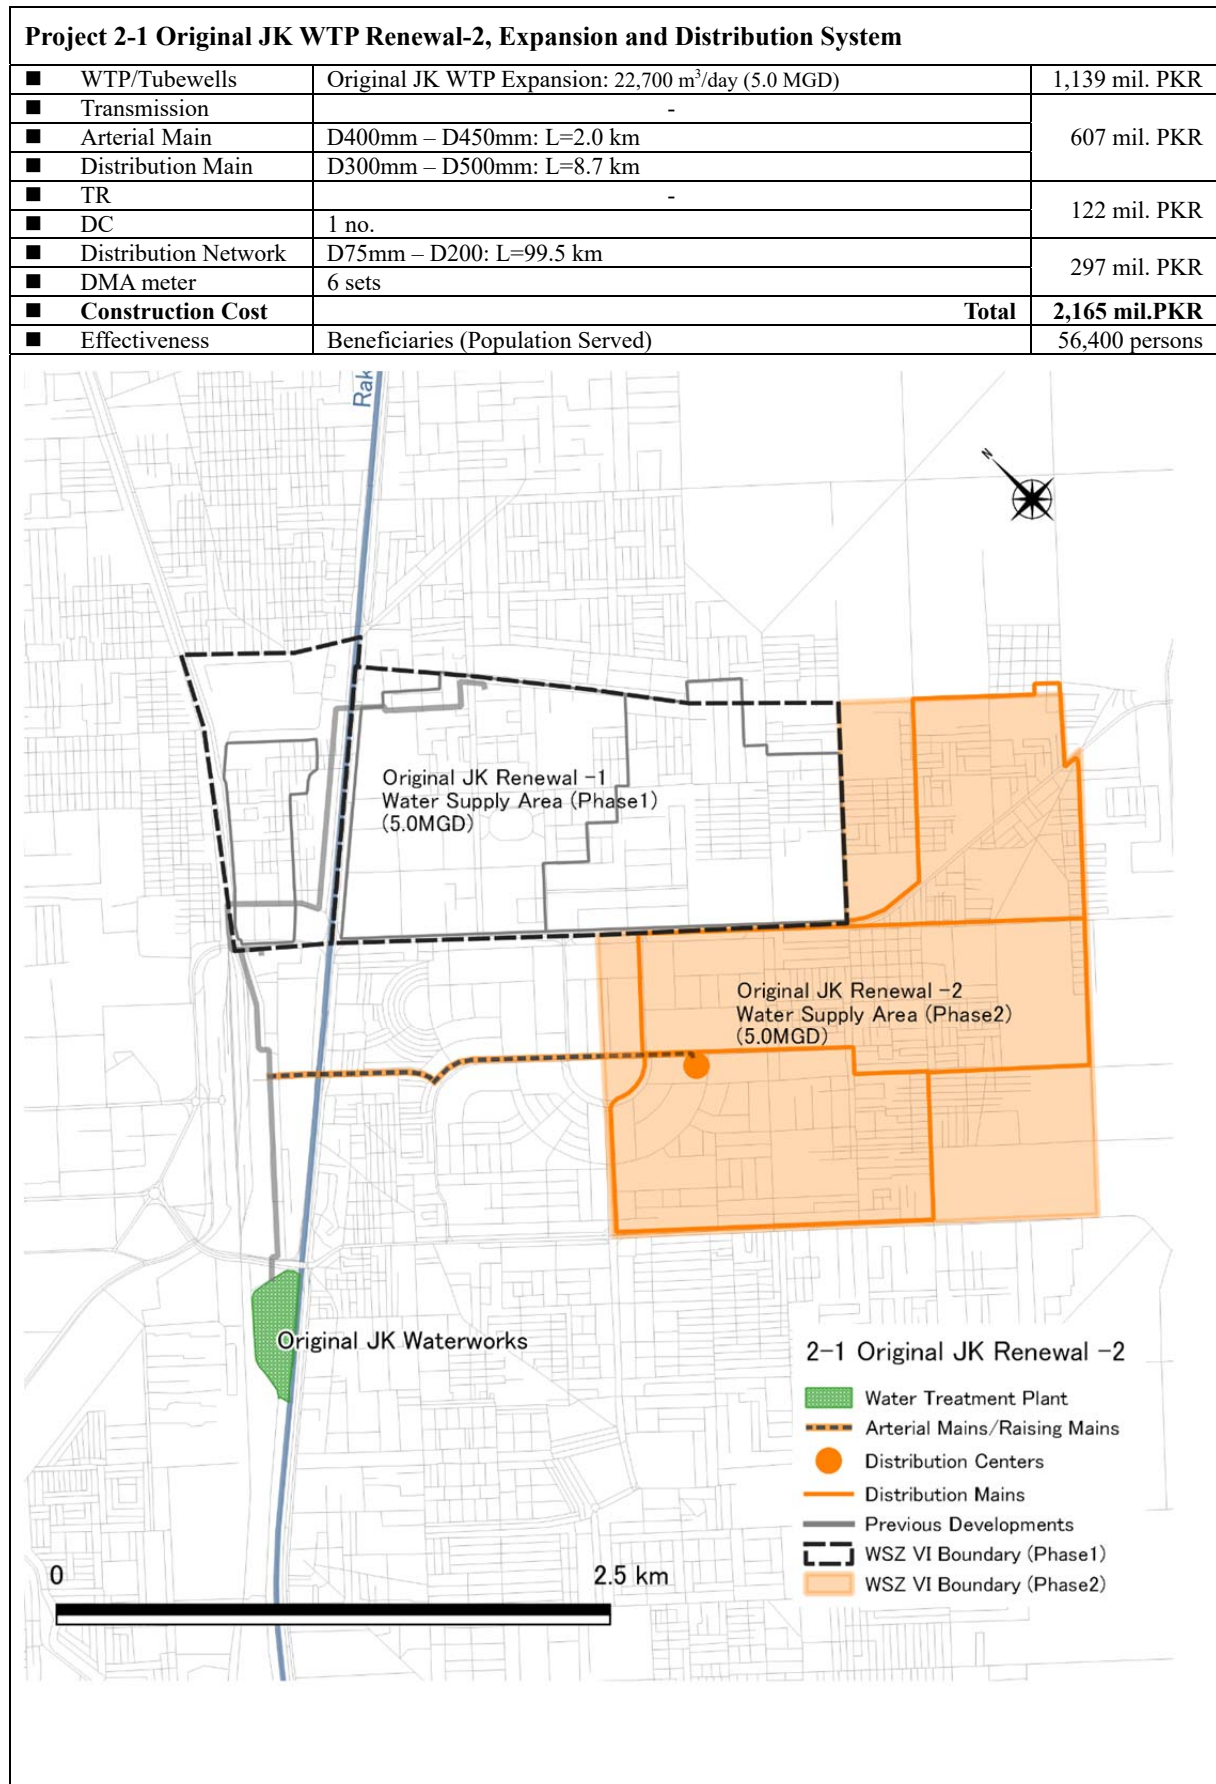 Project 2-1 Original JK WTP Renewal-2, Expansion and Distribution System
■ WTP/Tubewells Original JK WTP Expansion: 22,700 m³/day (5.0 MGD) 1,139 mil. PKR
■ Transmission -
■ Arterial Main D400mm – D450mm: L=2.0 km 607 mil. PKR
■ Distribution Main D300mm – D500mm: L=8.7 km
■ TR -
122 mil. PKR
■ DC 1 no.
■ Distribution Network D75mm – D200: L=99.5 km
297 mil. PKR
■ DMA meter 6 sets
■ Construction Cost Total 2,165 mil.PKR
■ Effectiveness Beneficiaries (Population Served) 56,400 persons
Rak
N
Original JK Renewal -1
Water Supply Area (Phase1)
(5.0MGD)
Original JK Renewal -2
Water Supply Area (Phase2)
(5.0MGD)
Original JK Waterworks
2-1 Original JK Renewal -2
Water Treatment Plant
Arterial Mains/Raising Mains
Distribution Centers
Distribution Mains
Previous Developments
WSZ VI Boundary (Phase1)
WSZ VI Boundary (Phase2)
0 2.5 km